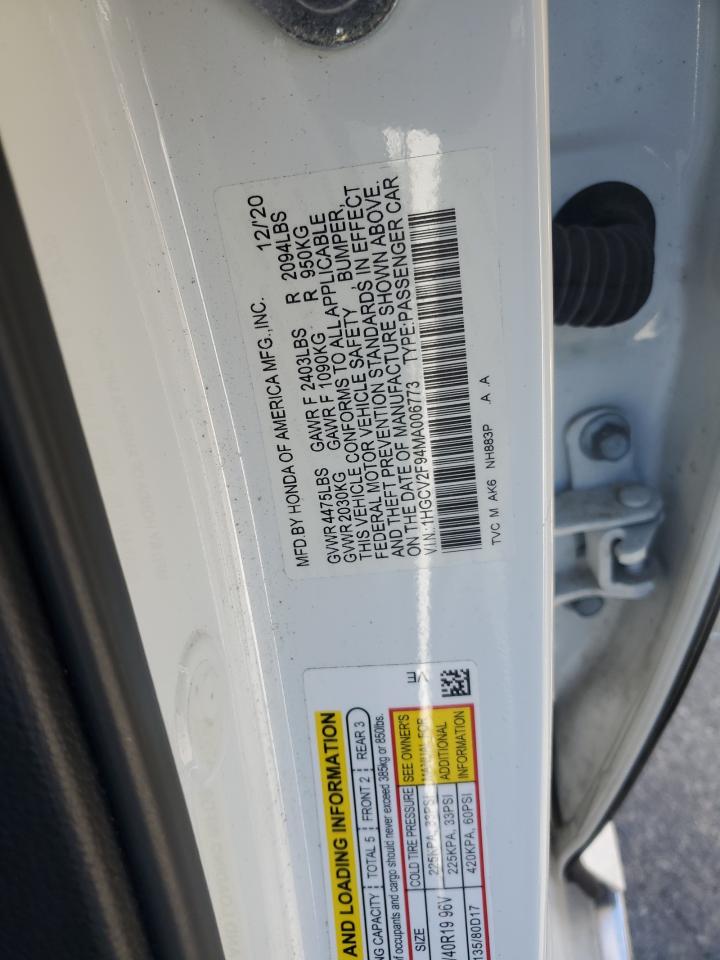 MFD.BY HONDA OF AMERICA MFG.,INC. 12/'20
GVWR 4475LBS GAWR F 2403LBS R 2094LBS
GVWR 2030KG GAWR F 1090KG R 950KG
THIS VEHICLE CONFORMS TO ALL APPLICABLE
FEDERAL MOTOR VEHICLE SAFETY, BUMPER,
AND THEFT PREVENTION STANDARDS IN EFFECT
ON THE DATE OF MANUFACTURE SHOWN ABOVE.
V.I.N.:1HGCV2F94MA006773 TYPE:PASSENGER CAR
TVC M AK6 NH883P A A
AND LOADING INFORMATION
CAPACITY TOTAL 5 FRONT 2 REAR 3
of occupants and cargo should never exceed 385kg or 850lbs.
SIZE COLD TIRE PRESSURE SEE OWNER'S
/40R19 96V 225KPA, 33PSI MANUAL FOR
225KPA, 33PSI ADDITIONAL
135/80D17 420KPA, 60PSI INFORMATION
VE